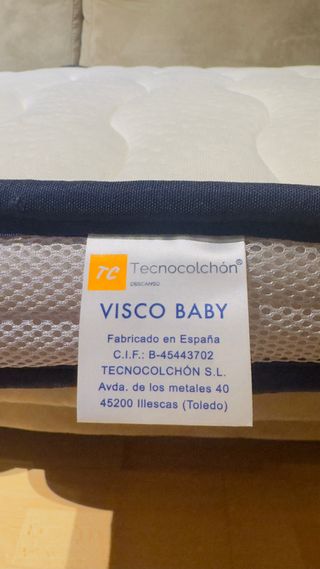 TC Tecnocolchón®
DESCANSO
VISCO BABY
Fabricado en España
C.I.F.: B-45443702
TECNOCOLCHÓN S.L.
Avda. de los metales 40
45200 Illescas (Toledo)